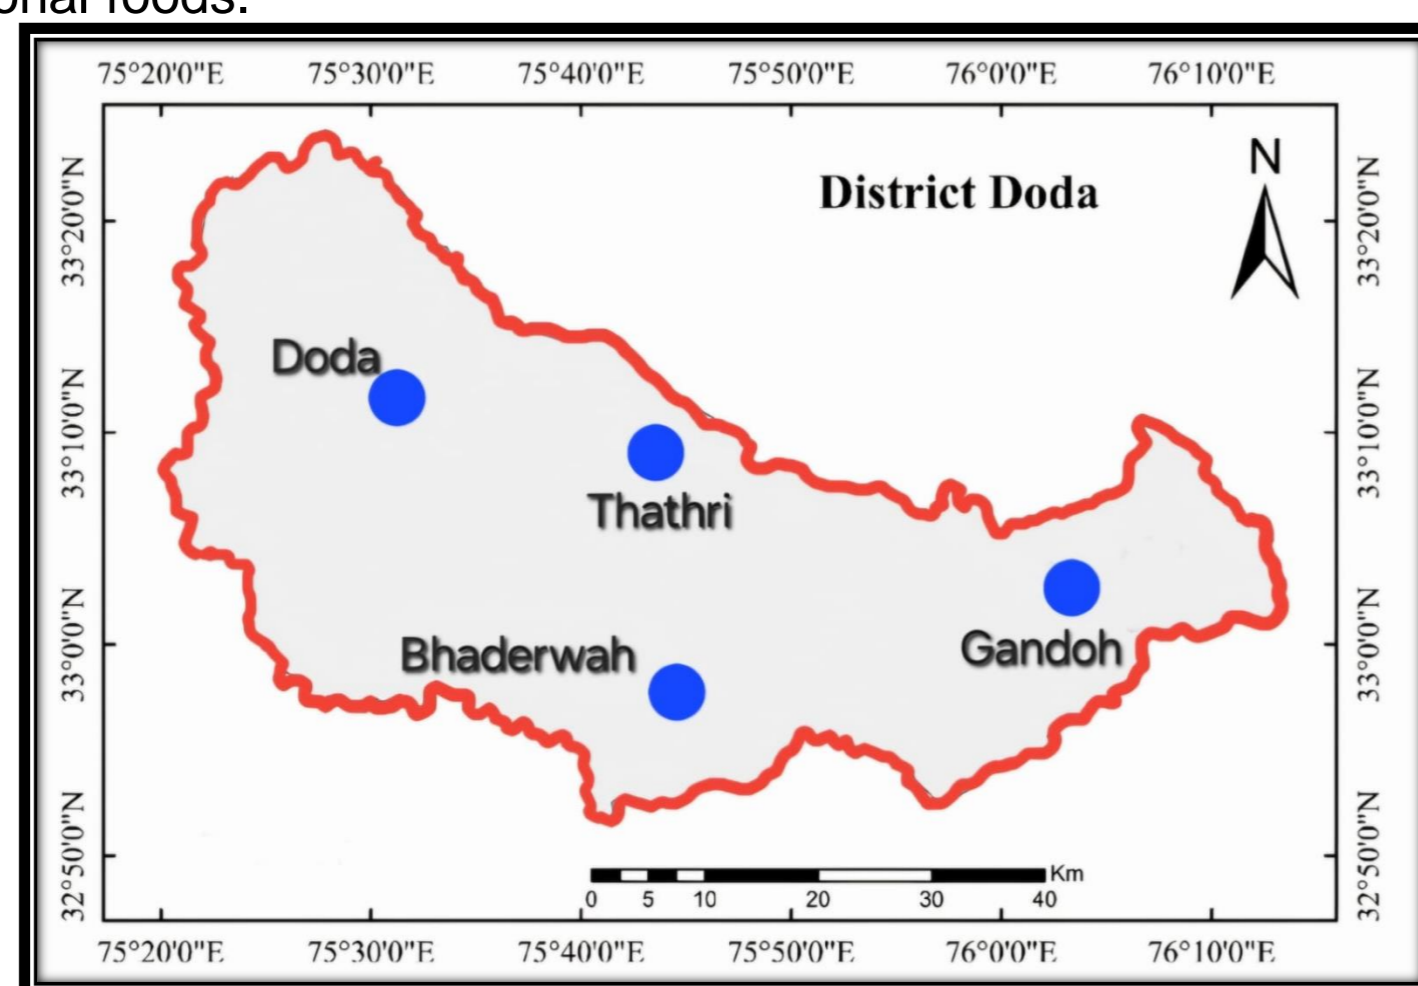 onal foods.
75°20'0"E 75°30'0"E 75°40'0"E 75°50'0"E 76°0'0"E 76°10'0"E
N
District Doda
33°20'0"N 33°20'0"N
Doda
33°10'0"N 33°10'0"N
Thathri
33°0'0"N 33°0'0"N
Gandoh
Bhaderwah
32°50'0"N 32°50'0"N
Km
0 5 10 20 30 40
75°20'0"E 75°30'0"E 75°40'0"E 75°50'0"E 76°0'0"E 76°10'0"E